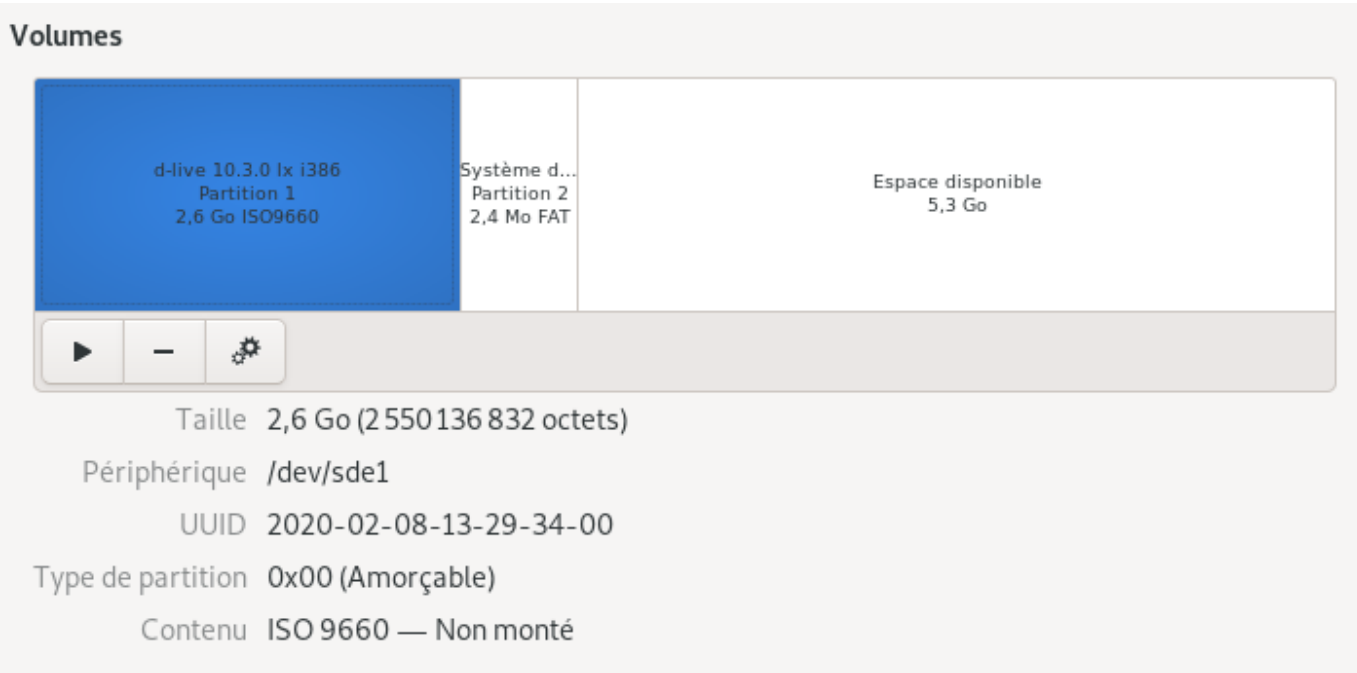 Volumes
d-live 10.3.0 lx i386
Partition 1
2,6 Go ISO9660
Système d...
Partition 2
2,4 Mo FAT
Espace disponible
5,3 Go
Taille 2,6 Go (2 550 136 832 octets)
Périphérique /dev/sde1
UUID 2020-02-08-13-29-34-00
Type de partition 0x00 (Amorçable)
Contenu ISO 9660 — Non monté